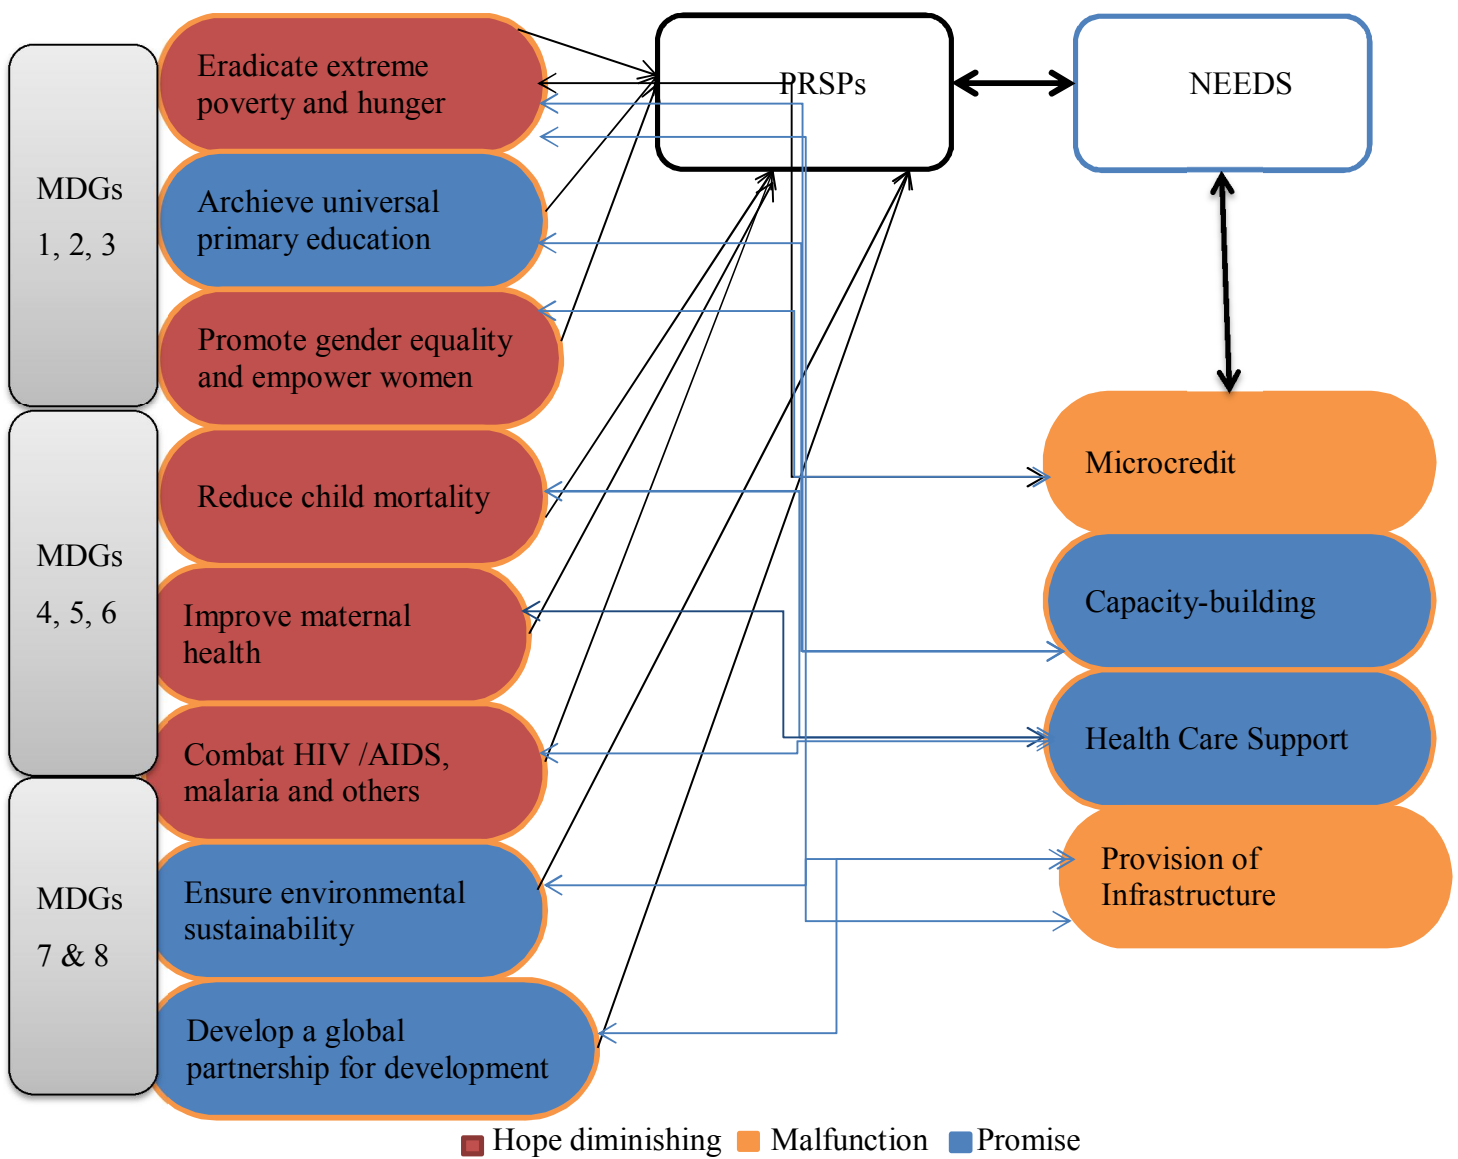 MDGs
1, 2, 3
Eradicate extreme
poverty and hunger
Archieve universal
primary education
Promote gender equality
and empower women
MDGs
4, 5, 6
Reduce child mortality
Improve maternal
health
Combat HIV /AIDS,
malaria and others
MDGs
7 & 8
Ensure environmental
sustainability
Develop a global
partnership for development
PRSPs
NEEDS
Microcredit
Capacity-building
Health Care Support
Provision of
Infrastructure
Hope diminishing Malfunction Promise